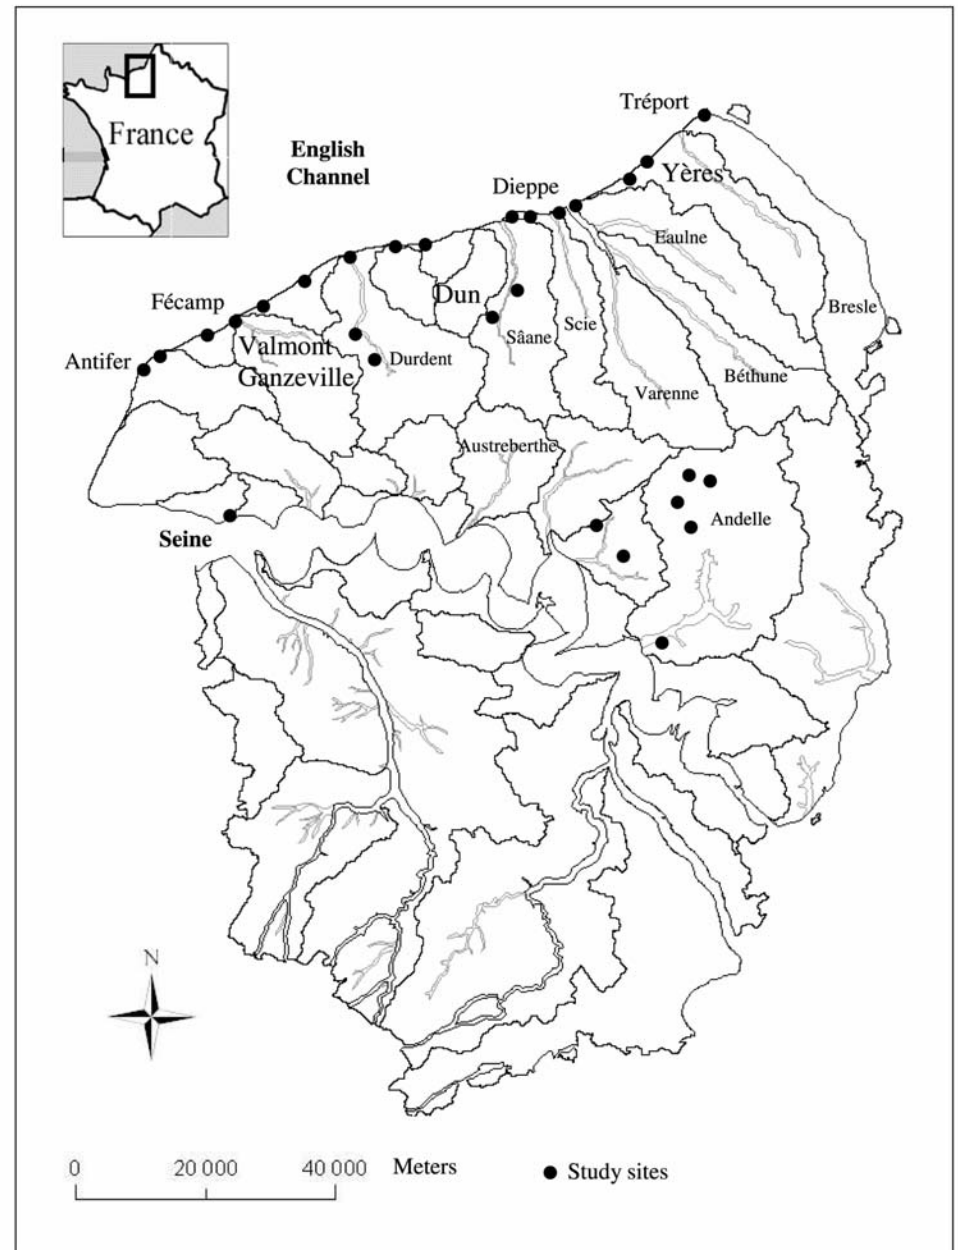 France
English
Channel
Tréport
Yères
Dieppe
Eaulne
Bresle
Fécamp
Dun
Scie
Sâane
Antifer
Valmont
Ganzeville
Durdent
Béthune
Varenne
Austreberthe
Andelle
Seine
N
0 20 000 40 000 Meters
Study sites